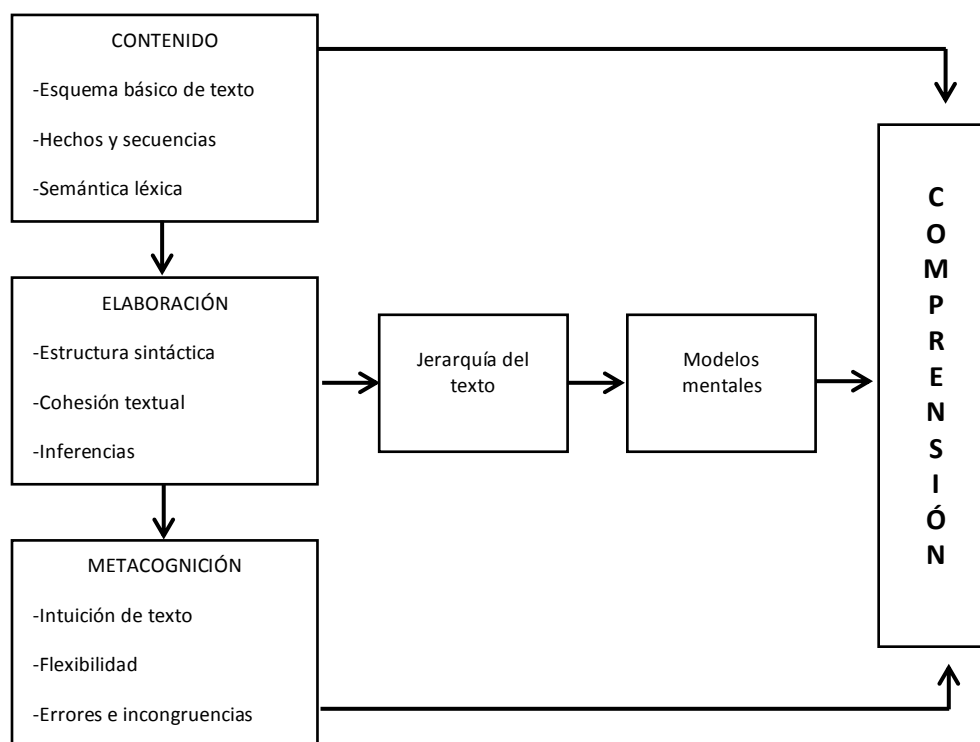 CONTENIDO
-Esquema básico de texto
-Hechos y secuencias
-Semántica léxica
ELABORACIÓN
-Estructura sintáctica
-Cohesión textual
-Inferencias
Jerarquía del
texto
Modelos
mentales
METACOGNICIÓN
-Intuición de texto
-Flexibilidad
-Errores e incongruencias
C
O
M
P
R
E
N
S
I
Ó
N